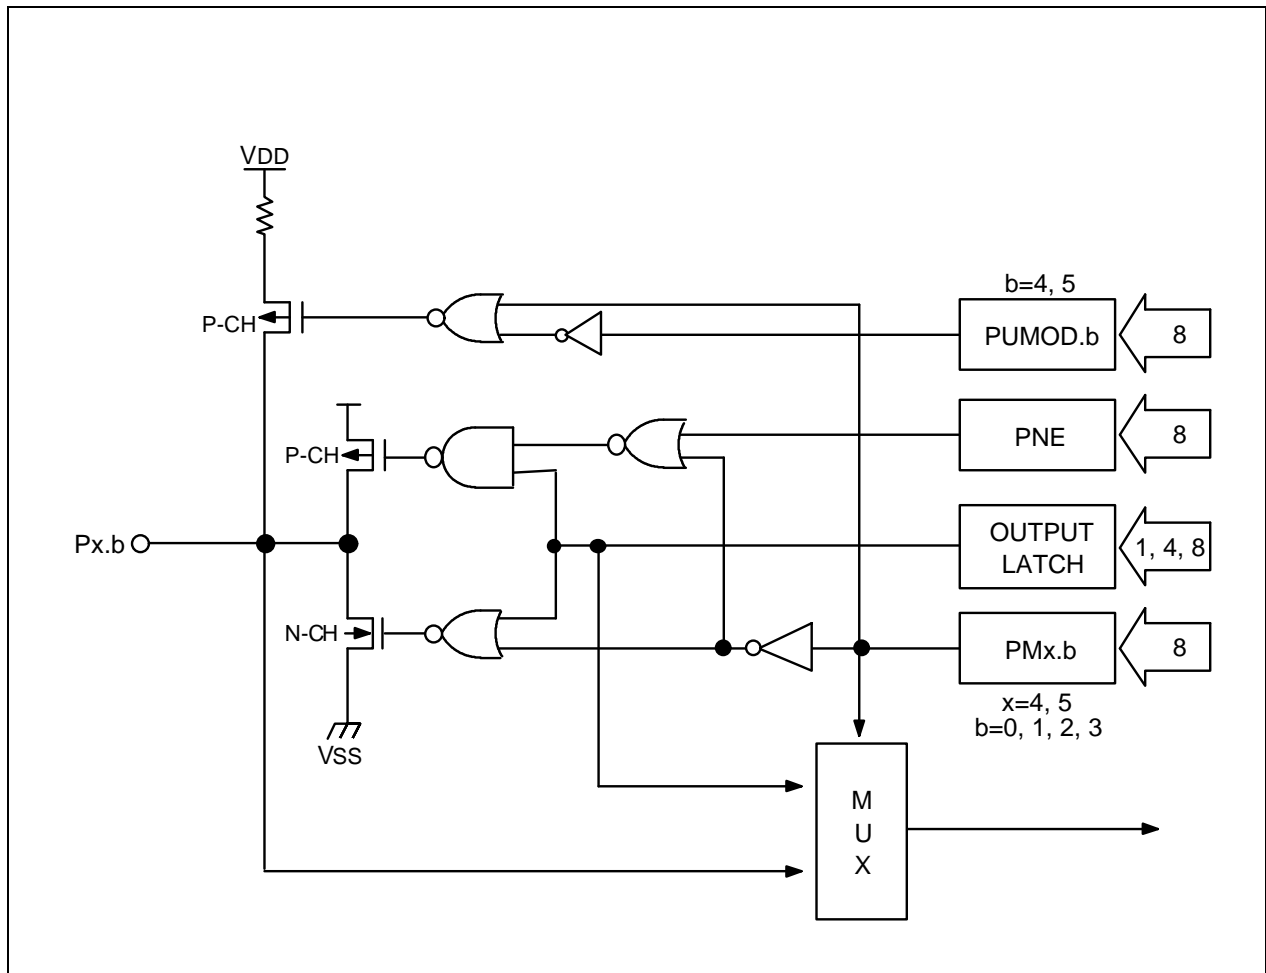 VDD
b=4, 5
P-CH
PUMOD.b
8
P-CH
PNE
8
Px.b
OUTPUT
LATCH
1, 4, 8
N-CH
PMx.b
8
x=4, 5
b=0, 1, 2, 3
VSS
M
U
X